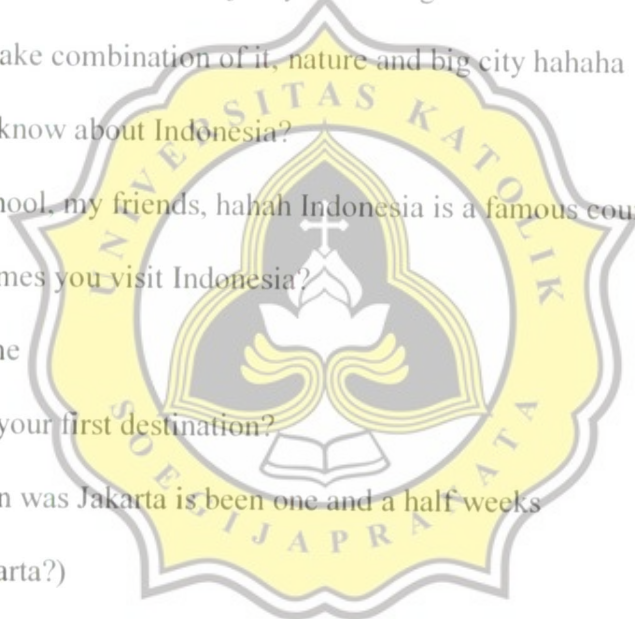 ake combination of it, nature and big city hahaha
know about Indonesia?
hool, my friends, hahah Indonesia is a famous cou
mes you visit Indonesia?
ne
your first destination?
n was Jakarta is been one and a half weeks
arta?)
UNIVERSITAS KATOLIK
SOEGIJAPRANATA